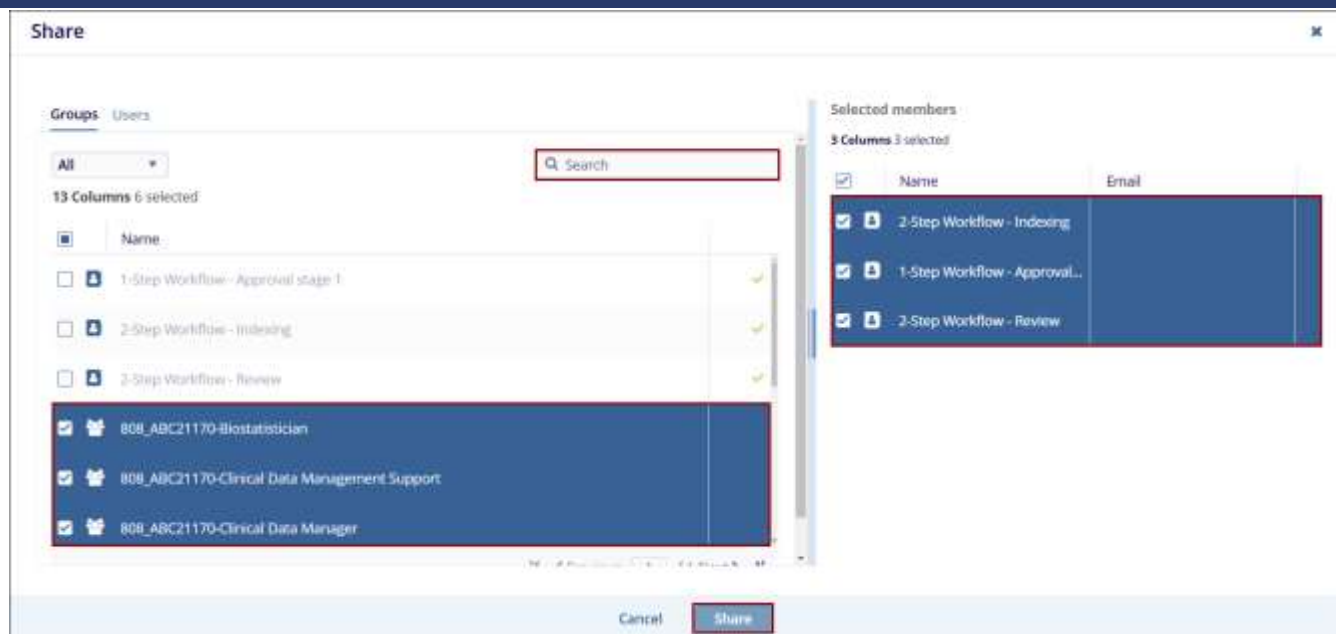 Share
Groups Users
All
Search
13 Columns 6 selected
Name
1-Step Workflow - Approval stage 1
2-Step Workflow - Indexing
2-Step Workflow - Review
808_ABC21170-Biostatistician
808_ABC21170-Clinical Data Management Support
808_ABC21170-Clinical Data Manager
Selected members
3 Columns 3 selected
Name Email
2-Step Workflow - Indexing
1-Step Workflow - Approval...
2-Step Workflow - Review
Cancel Share